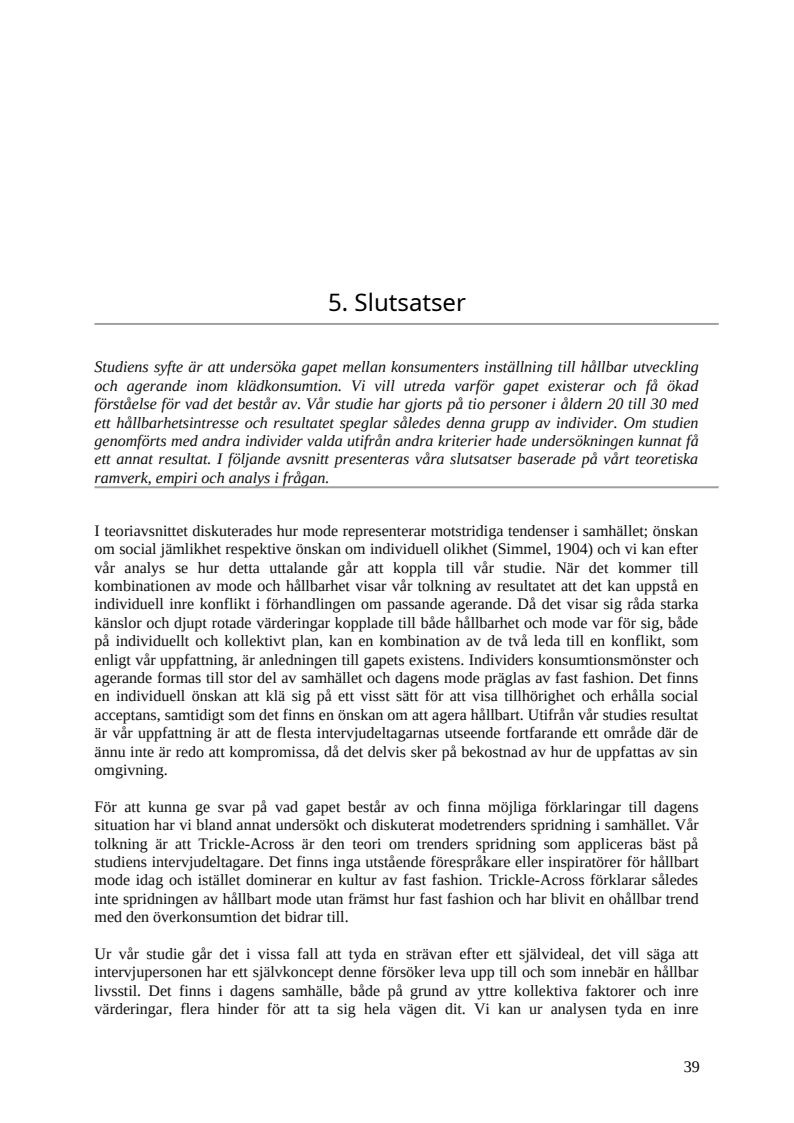 5. Slutsatser
Studiens syfte är att undersöka gapet mellan konsumenters inställning till hållbar utveckling
och agerande inom klädkonsumtion. Vi vill utreda varför gapet existerar och få ökad
förståelse för vad det består av. Vår studie har gjorts på tio personer i åldern 20 till 30 med
ett hållbarhetsintresse och resultatet speglar således denna grupp av individer. Om studien
genomförts med andra individer valda utifrån andra kriterier hade undersökningen kunnat få
ett annat resultat. I följande avsnitt presenteras våra slutsatser baserade på vårt teoretiska
ramverk, empiri och analys i frågan.
I teoriavsnittet diskuterades hur mode representerar motstridiga tendenser i samhället; önskan
om social jämlikhet respektive önskan om individuell olikhet (Simmel, 1904) och vi kan efter
vår analys se hur detta uttalande går att koppla till vår studie. När det kommer till
kombinationen av mode och hållbarhet visar vår tolkning av resultatet att det kan uppstå en
individuell inre konflikt i förhandlingen om passande agerande. Då det visar sig råda starka
känslor och djupt rotade värderingar kopplade till både hållbarhet och mode var för sig, både
på individuellt och kollektivt plan, kan en kombination av de två leda till en konflikt, som
enligt vår uppfattning, är anledningen till gapets existens. Individers konsumtionsmönster och
agerande formas till stor del av samhället och dagens mode präglas av fast fashion. Det finns
en individuell önskan att klä sig på ett visst sätt för att visa tillhörighet och erhålla social
acceptans, samtidigt som det finns en önskan om att agera hållbart. Utifrån vår studies resultat
är vår uppfattning är att de flesta intervjudeltagarnas utseende fortfarande ett område där de
ännu inte är redo att kompromissa, då det delvis sker på bekostnad av hur de uppfattas av sin
omgivning.
För att kunna ge svar på vad gapet består av och finna möjliga förklaringar till dagens
situation har vi bland annat undersökt och diskuterat modetrenders spridning i samhället. Vår
tolkning är att Trickle-Across är den teori om trenders spridning som appliceras bäst på
studiens intervjudeltagare. Det finns inga utstående förespråkare eller inspiratörer för hållbart
mode idag och istället dominerar en kultur av fast fashion. Trickle-Across förklarar således
inte spridningen av hållbart mode utan främst hur fast fashion och har blivit en ohållbar trend
med den överkonsumtion det bidrar till.
Ur vår studie går det i vissa fall att tyda en strävan efter ett självideal, det vill säga att
intervjupersonen har ett självkoncept denne försöker leva upp till och som innebär en hållbar
livsstil. Det finns i dagens samhälle, både på grund av yttre kollektiva faktorer och inre
värderingar, flera hinder för att ta sig hela vägen dit. Vi kan ur analysen tyda en inre
39